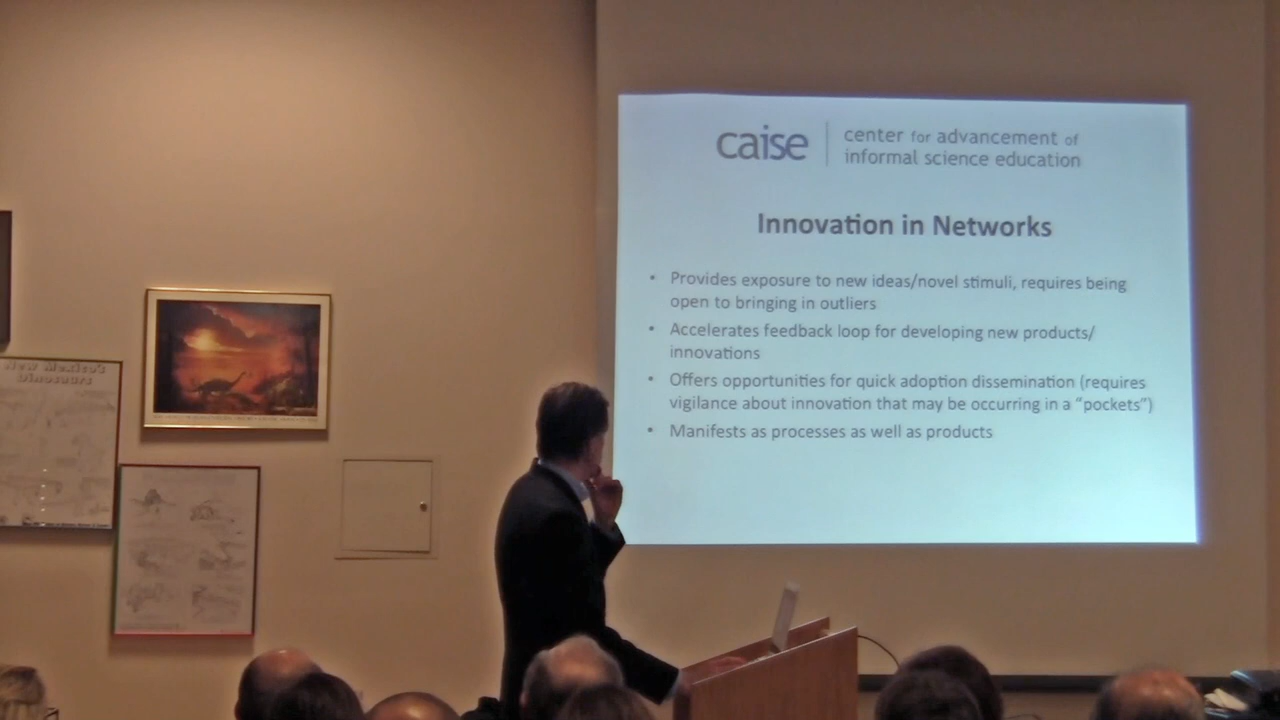 caise
center for advancement of
informal science education
Innovation in Networks
• Provides exposure to new ideas/novel stimuli, requires being
open to bringing in outliers
• Accelerates feedback loop for developing new products/
innovations
• Offers opportunities for quick adoption dissemination (requires
vigilance about innovation that may be occurring in a "pockets")
• Manifests as processes as well as products
New Mexico's
Dinosaurs